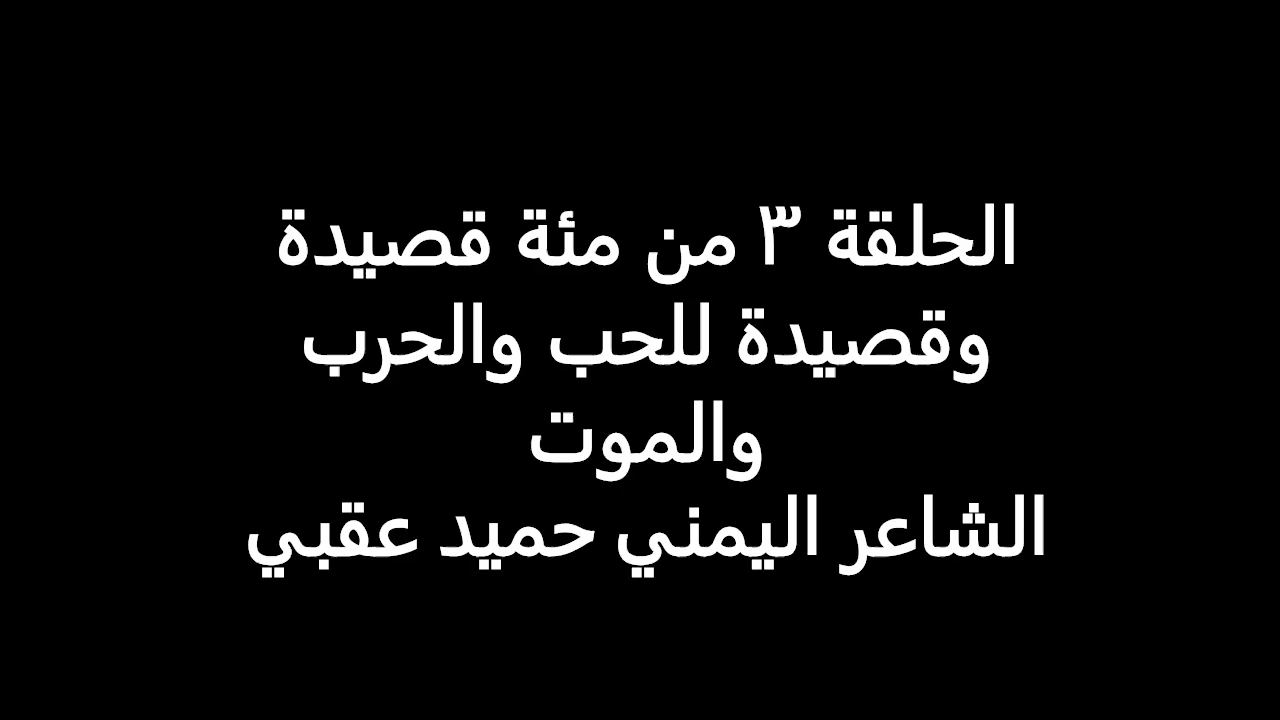 الحلقة ٣ من مئة قصيدة
وقصيدة للحب والحرب
والموت
الشاعر اليمني حميد عقبي